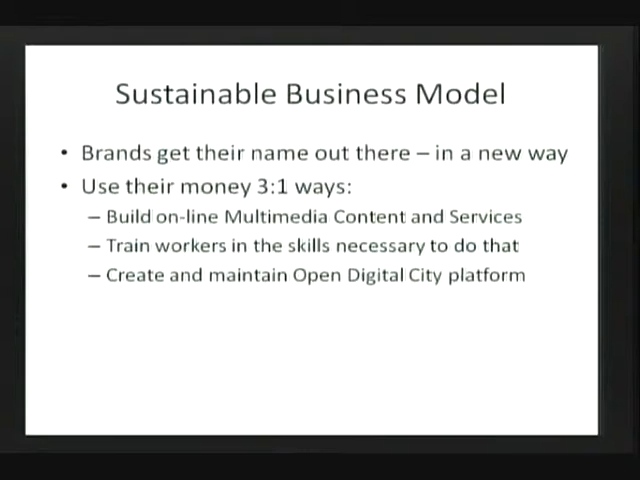 Sustainable Business Model
• Brands get their name out there – in a new way
• Use their money 3:1 ways:
– Build on-line Multimedia Content and Services
– Train workers in the skills necessary to do that
– Create and maintain Open Digital City platform